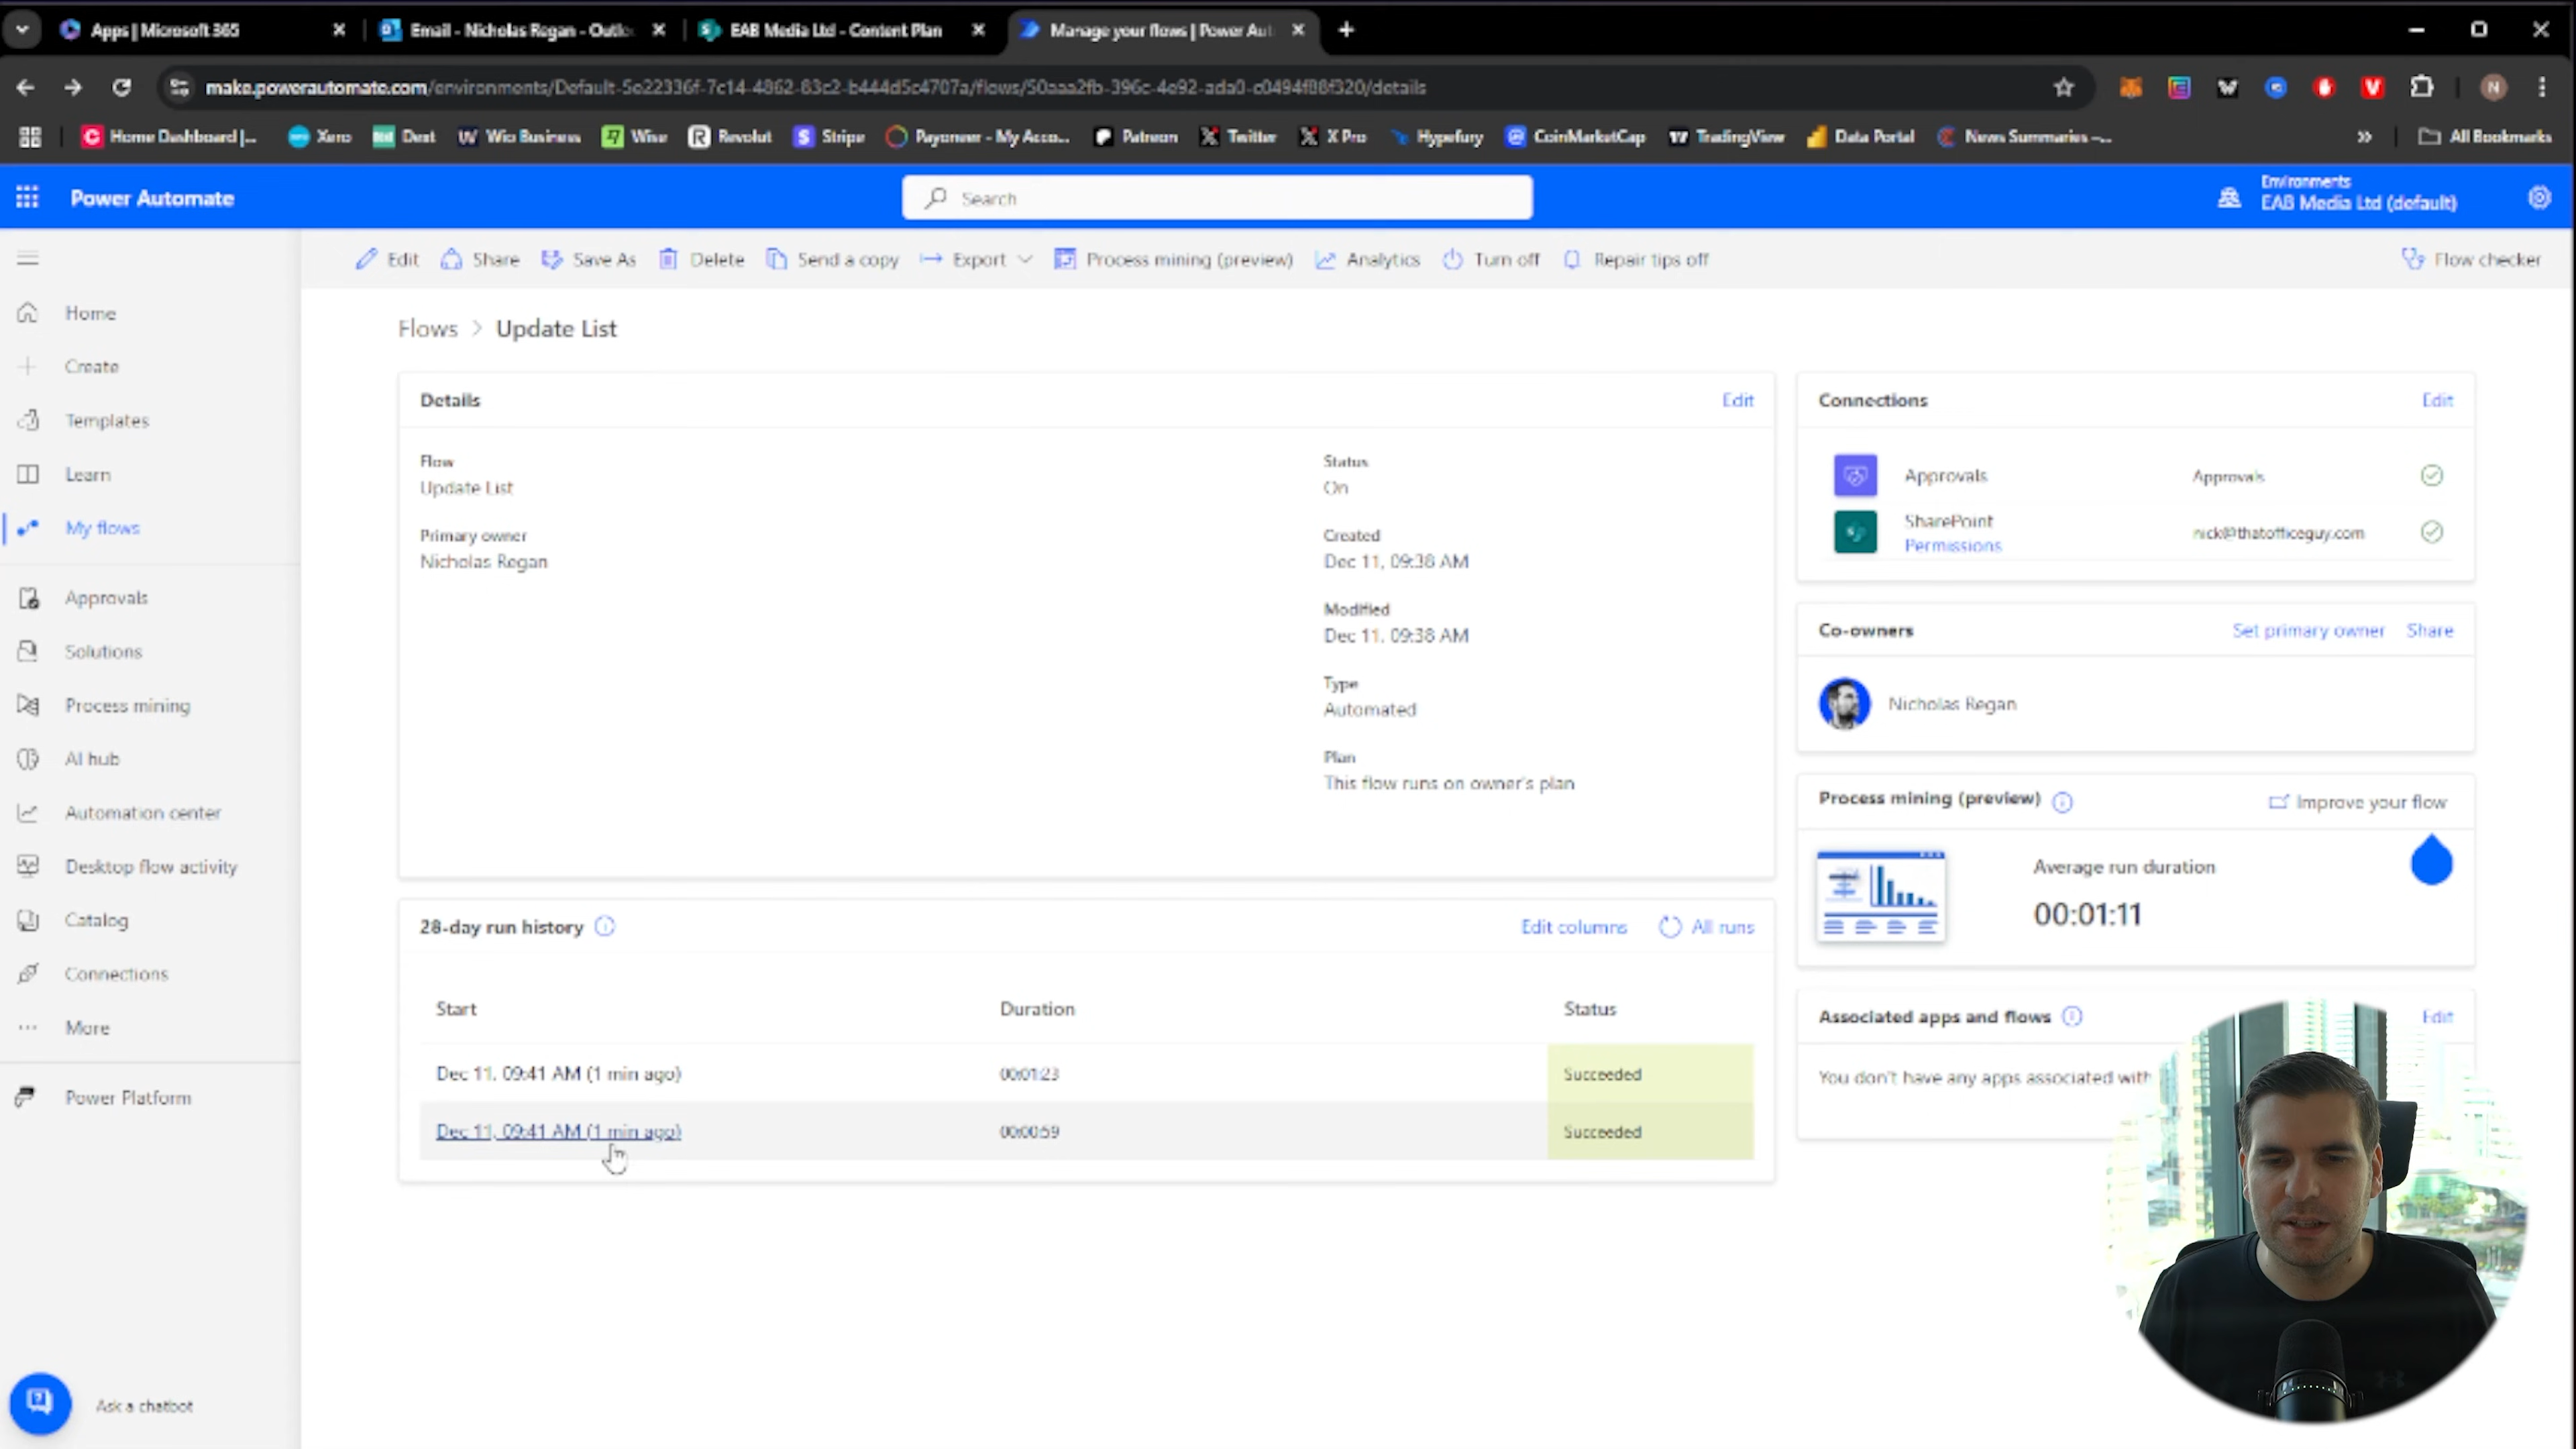 Apps | Microsoft 365
Email - Nicholas Regan - Outlo
EAB Media Ltd - Content Plan
Manage your flows | Power Aut
make.powerautomate.com/environments/Default-5e22336f-7c14-4862-83c2-b444d5c4707a/flows/50aaa2fb-396c-4e92-ada0-c0494f88f320/details
Home Dashboard |...
Xero
Dext
Wio Business
Wise
Revolut
Stripe
Payoneer - My Acco...
Patreon
Twitter
X Pro
Hypefury
CoinMarketCap
TradingView
Data Portal
News Summaries –...
All Bookmarks
Power Automate
Search
Environments
EAB Media Ltd (default)
Edit
Share
Save As
Delete
Send a copy
Export
Process mining (preview)
Analytics
Turn off
Repair tips off
Flow checker
Home
Create
Templates
Learn
My flows
Approvals
Solutions
Process mining
AI hub
Automation center
Desktop flow activity
Catalog
Connections
More
Power Platform
Ask a chatbot
Flows > Update List
Details
Edit
Flow
Update List
Primary owner
Nicholas Regan
Status
On
Created
Dec 11, 09:38 AM
Modified
Dec 11, 09:38 AM
Type
Automated
Plan
This flow runs on owner's plan
28-day run history
Edit columns
All runs
Start
Duration
Status
Dec 11, 09:41 AM (1 min ago)
00:01:23
Succeeded
Dec 11, 09:41 AM (1 min ago)
00:00:59
Succeeded
Connections
Edit
Approvals
Approvals
SharePoint
Permissions
nick@thatofficeguy.com
Co-owners
Set primary owner
Share
Nicholas Regan
Process mining (preview)
Improve your flow
Average run duration
00:01:11
Associated apps and flows
Edit
You don't have any apps associated with